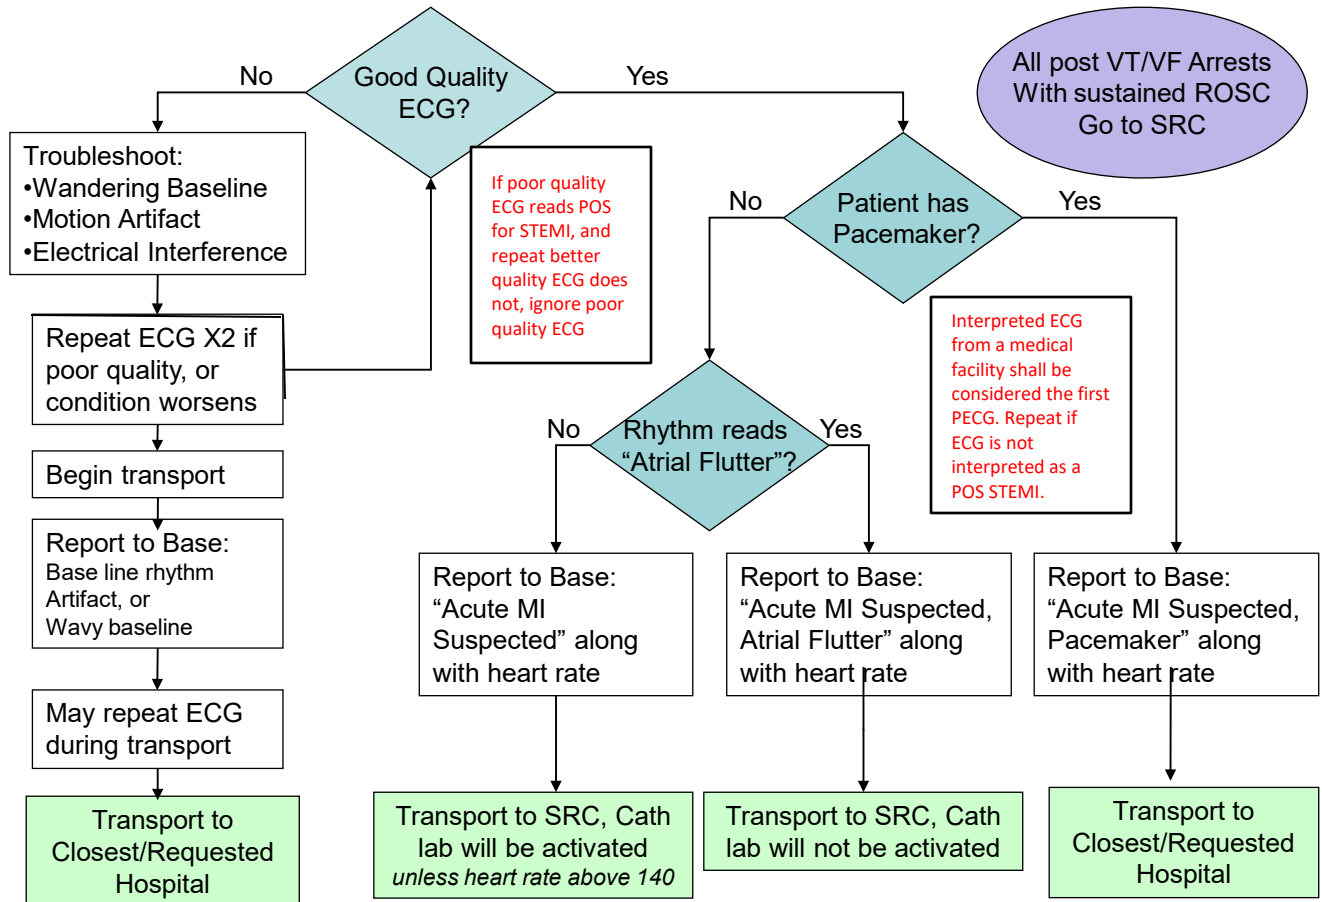 No
Good Quality
ECG?
Yes
All post VT/VF Arrests
With sustained ROSC
Go to SRC
Troubleshoot:
•Wandering Baseline
•Motion Artifact
•Electrical Interference
If poor quality
ECG reads POS
for STEMI, and
repeat better
quality ECG does
not, ignore poor
quality ECG
No
Patient has
Pacemaker?
Yes
Repeat ECG X2 if
poor quality, or
condition worsens
Interpreted ECG
from a medical
facility shall be
considered the first
PECG. Repeat if
ECG is not
interpreted as a
POS STEMI.
No
Rhythm reads
“Atrial Flutter”?
Yes
Begin transport
Report to Base:
Base line rhythm
Artifact, or
Wavy baseline
Report to Base:
“Acute MI
Suspected” along
with heart rate
Report to Base:
“Acute MI Suspected,
Atrial Flutter” along
with heart rate
Report to Base:
“Acute MI Suspected,
Pacemaker” along
with heart rate
May repeat ECG
during transport
Transport to
Closest/Requested
Hospital
Transport to SRC, Cath
lab will be activated
unless heart rate above 140
Transport to SRC, Cath
lab will not be activated
Transport to
Closest/Requested
Hospital